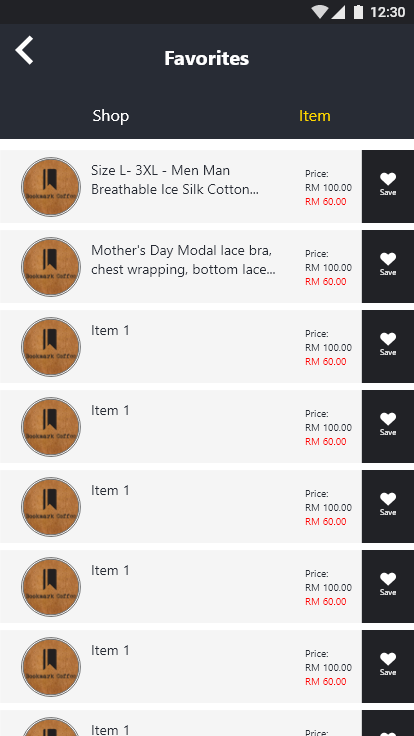 12:30
Favorites
Shop
Item
Bookmark Coffee
Size L- 3XL - Men Man
Breathable Ice Silk Cotton...
Price:
RM 100.00
RM 60.00
Save
Bookmark Coffee
Mother's Day Modal lace bra,
chest wrapping, bottom lace...
Price:
RM 100.00
RM 60.00
Save
Bookmark Coffee
Item 1
Price:
RM 100.00
RM 60.00
Save
Bookmark Coffee
Item 1
Price:
RM 100.00
RM 60.00
Save
Bookmark Coffee
Item 1
Price:
RM 100.00
RM 60.00
Save
Bookmark Coffee
Item 1
Price:
RM 100.00
RM 60.00
Save
Bookmark Coffee
Item 1
Price:
RM 100.00
RM 60.00
Save
Item 1
Price: